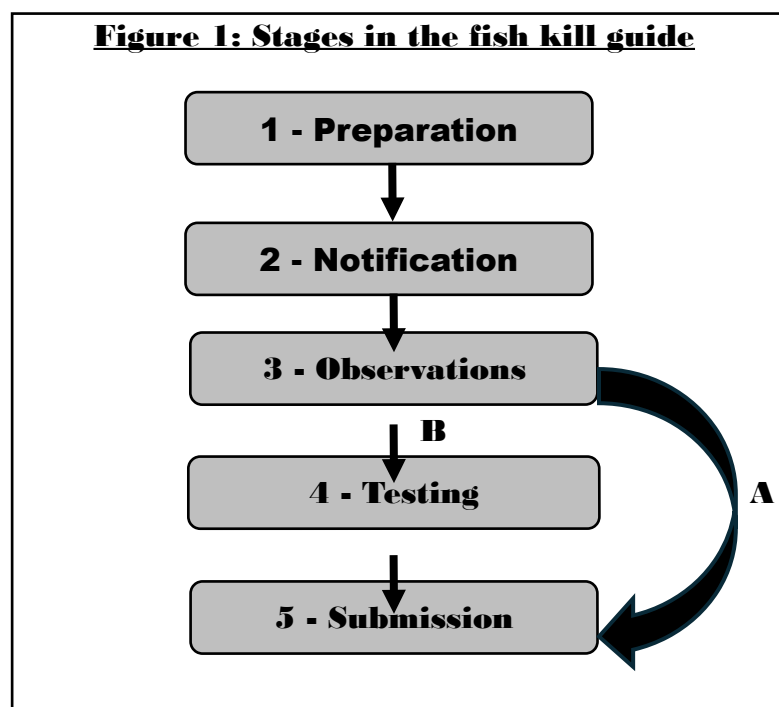 Figure 1: Stages in the fish kill guide
1 - Preparation
2 - Notification
3 - Observations
B
4 - Testing
A
5 - Submission